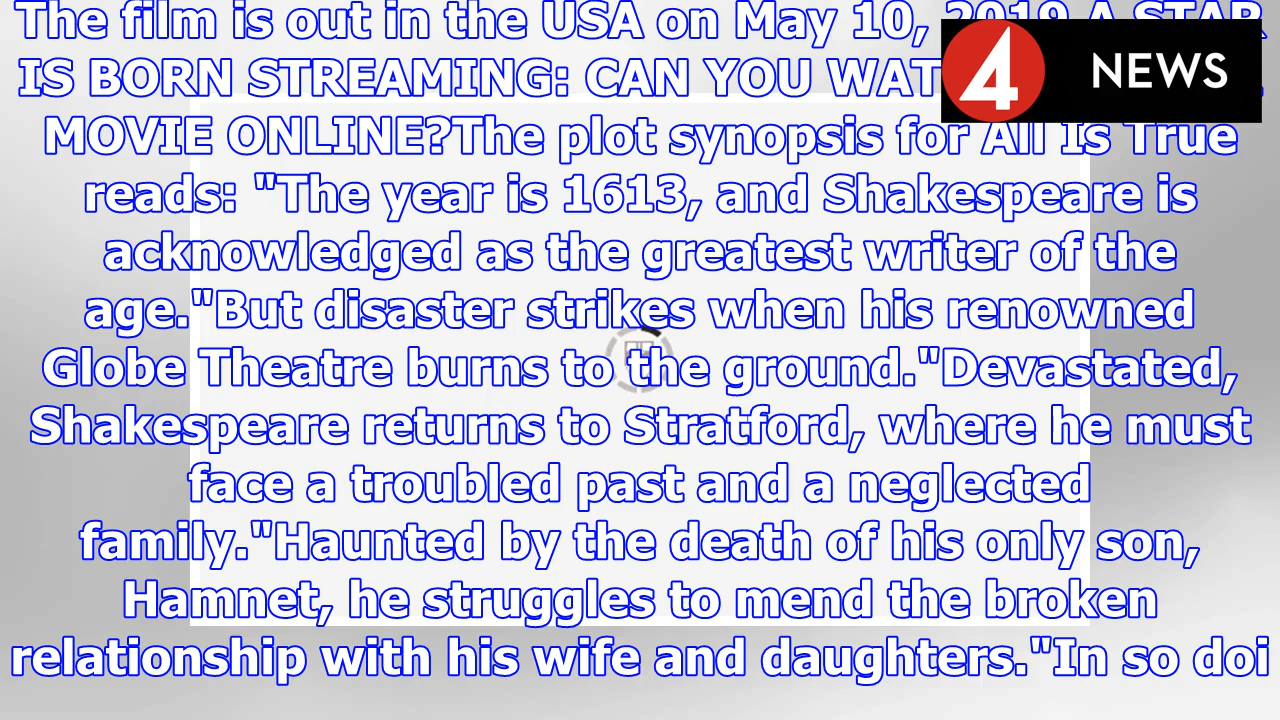 The film is out in the USA on May 10, 2019 A STAR
IS BORN STREAMING: CAN YOU
MOVIE ONLINE?The plot synopsis for All Is True
reads: "The year is 1613, and Shakespeare is
acknowledged as the greatest writer of the
age."But disaster strikes when his renowned
Globe Theatre burns to the ground."Devastated,
Shakespeare returns to Stratford, where he must
face a troubled past and a neglected
family."Haunted by the death of his only son,
Hamnet, he struggles to mend the broken
relationship with his wife and daughters."In so doi
4 NEWS